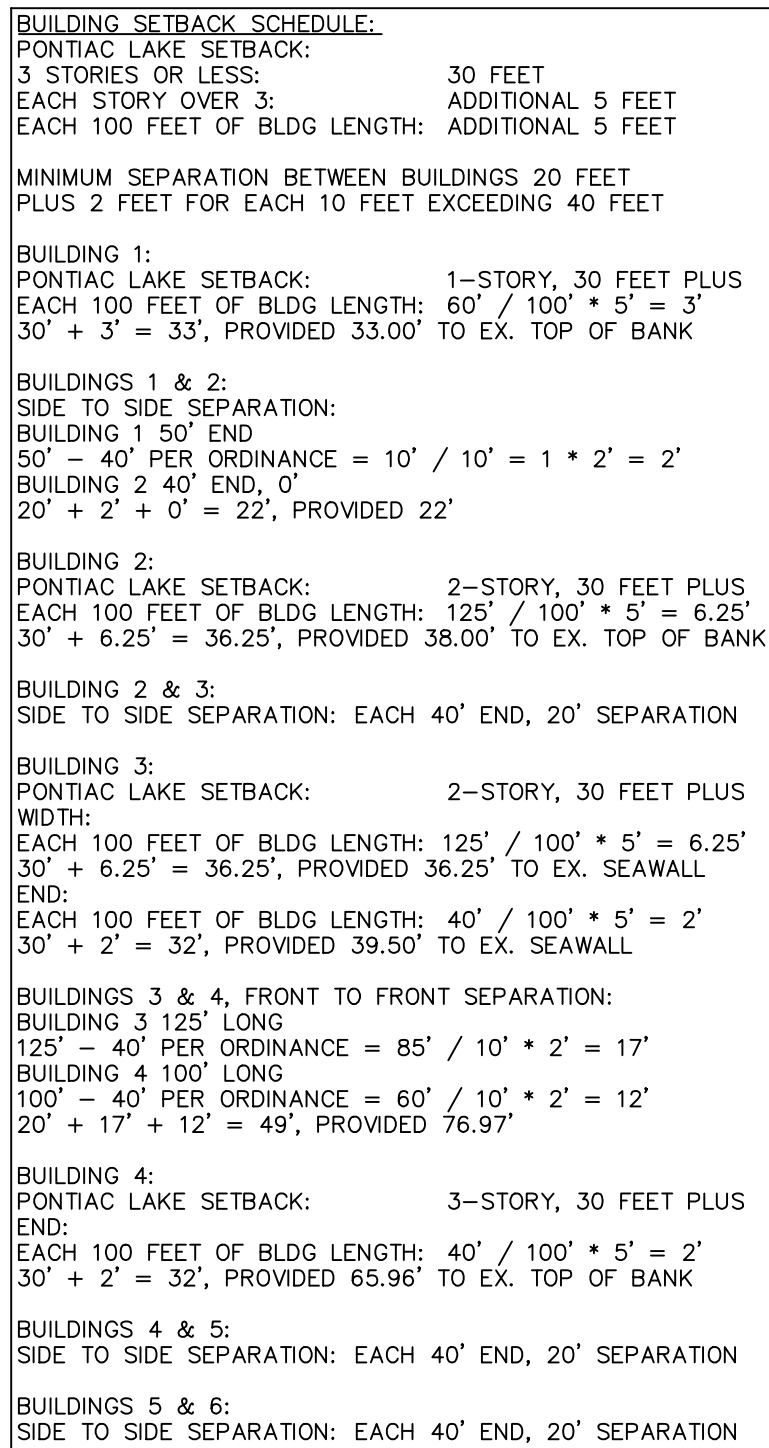 BUILDING SETBACK SCHEDULE:
PONTIAC LAKE SETBACK:
3 STORIES OR LESS: 30 FEET
EACH STORY OVER 3: ADDITIONAL 5 FEET
EACH 100 FEET OF BLDG LENGTH: ADDITIONAL 5 FEET
MINIMUM SEPARATION BETWEEN BUILDINGS 20 FEET
PLUS 2 FEET FOR EACH 10 FEET EXCEEDING 40 FEET
BUILDING 1:
PONTIAC LAKE SETBACK: 1-STORY, 30 FEET PLUS
EACH 100 FEET OF BLDG LENGTH: 60' / 100' * 5' = 3'
30' + 3' = 33', PROVIDED 33.00' TO EX. TOP OF BANK
BUILDINGS 1 & 2:
SIDE TO SIDE SEPARATION:
BUILDING 1 50' END
50' - 40' PER ORDINANCE = 10' / 10' = 1 * 2' = 2'
BUILDING 2 40' END, 0'
20' + 2' + 0' = 22', PROVIDED 22'
BUILDING 2:
PONTIAC LAKE SETBACK: 2-STORY, 30 FEET PLUS
EACH 100 FEET OF BLDG LENGTH: 125' / 100' * 5' = 6.25'
30' + 6.25' = 36.25', PROVIDED 38.00' TO EX. TOP OF BANK
BUILDING 2 & 3:
SIDE TO SIDE SEPARATION: EACH 40' END, 20' SEPARATION
BUILDING 3:
PONTIAC LAKE SETBACK: 2-STORY, 30 FEET PLUS
WIDTH:
EACH 100 FEET OF BLDG LENGTH: 125' / 100' * 5' = 6.25'
30' + 6.25' = 36.25', PROVIDED 36.25' TO EX. SEAWALL
END:
EACH 100 FEET OF BLDG LENGTH: 40' / 100' * 5' = 2'
30' + 2' = 32', PROVIDED 39.50' TO EX. SEAWALL
BUILDINGS 3 & 4, FRONT TO FRONT SEPARATION:
BUILDING 3 125' LONG
125' - 40' PER ORDINANCE = 85' / 10' * 2' = 17'
BUILDING 4 100' LONG
100' - 40' PER ORDINANCE = 60' / 10' * 2' = 12'
20' + 17' + 12' = 49', PROVIDED 76.97'
BUILDING 4:
PONTIAC LAKE SETBACK: 3-STORY, 30 FEET PLUS
END:
EACH 100 FEET OF BLDG LENGTH: 40' / 100' * 5' = 2'
30' + 2' = 32', PROVIDED 65.96' TO EX. TOP OF BANK
BUILDINGS 4 & 5:
SIDE TO SIDE SEPARATION: EACH 40' END, 20' SEPARATION
BUILDINGS 5 & 6:
SIDE TO SIDE SEPARATION: EACH 40' END, 20' SEPARATION